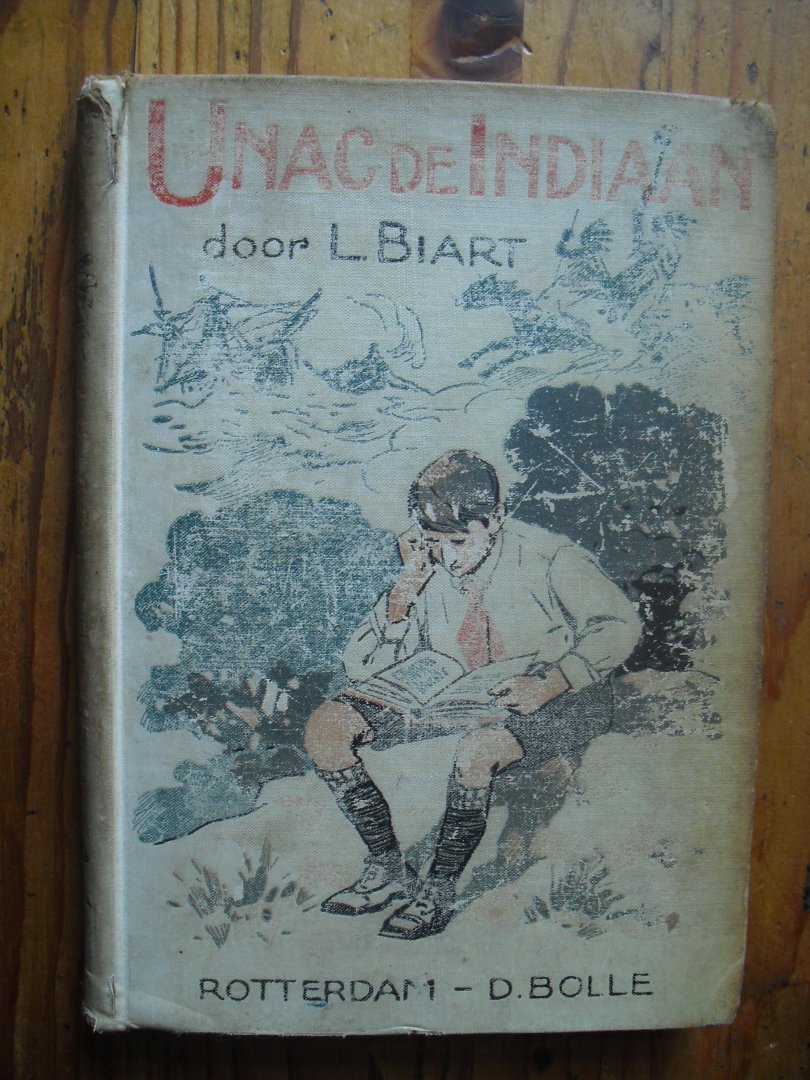 UNAC DE INDIAAN
door L. BIART
ROTTERDAM – D. BOLLE